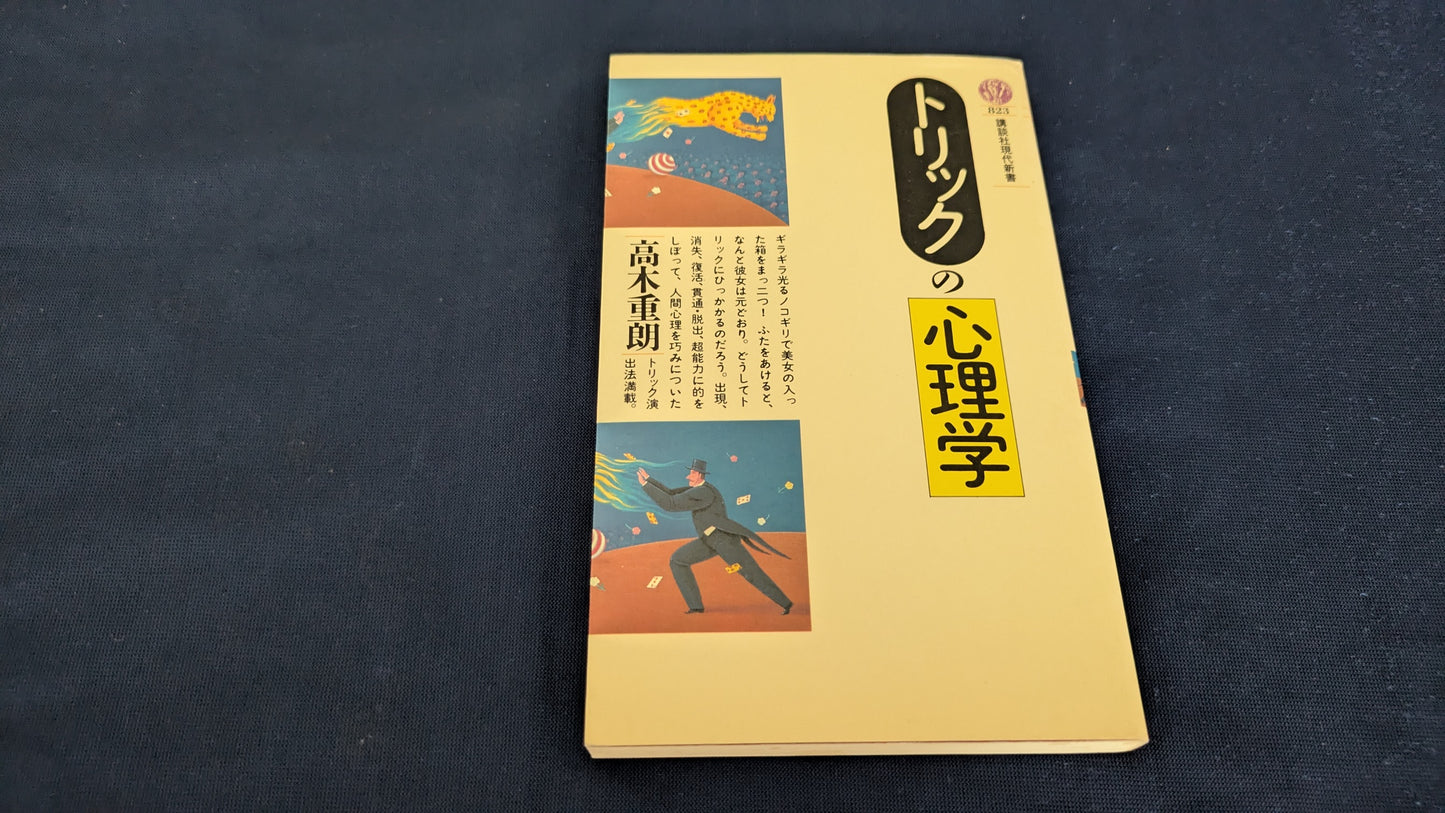 823
講談社現代新書
トリックの心理学
ギラギラ光るノコギリで美女の入っ
た箱をまっ二つ! ふたをあけると、
なんと彼女は元どおり。どうしてト
リックにひっかかるのだろう。出現、
消失、復活、貫通・脱出、超能力に的を
しぼって、人間心理を巧みについた
トリック演
出法満載。
高木重朗